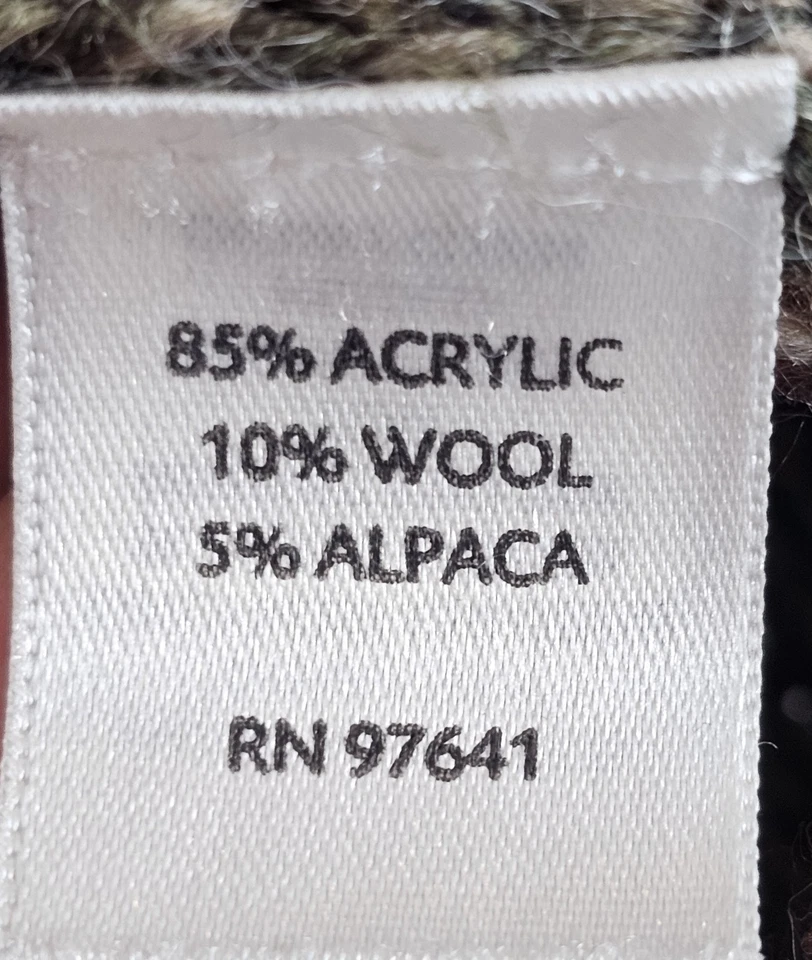 85% ACRYLIC
10% WOOL
5% ALPACA
RN 97641